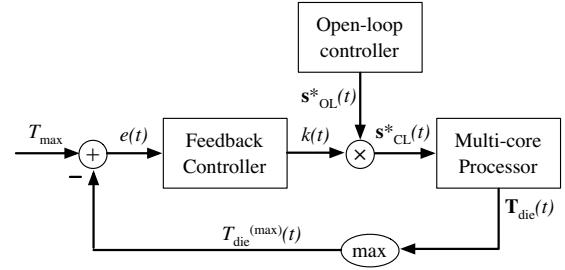 Open-loop
controller
s*OL(t)
Tmax
+
−
e(t)
Feedback
Controller
k(t)
×
s*CL(t)
Multi-core
Processor
Tdie(t)
Tdie(max)(t)
max